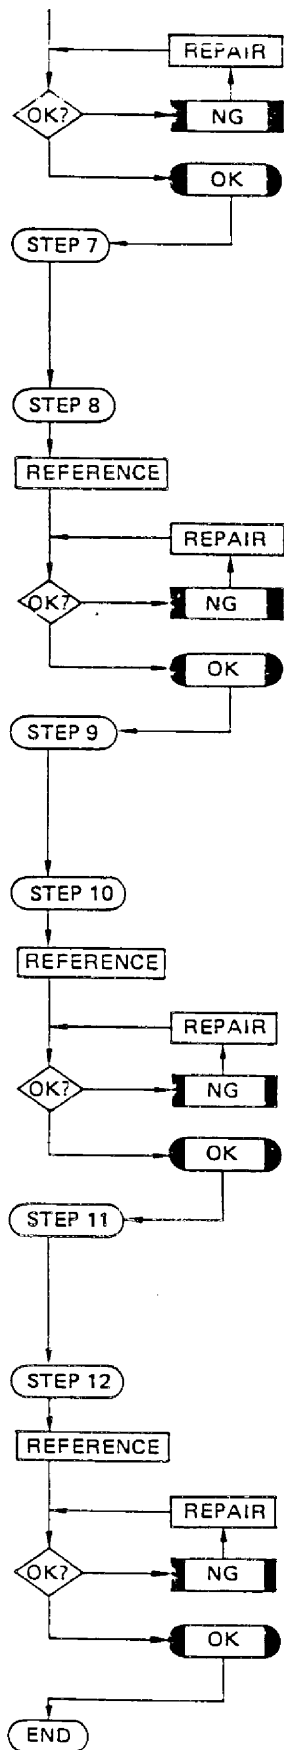 REPAIR
OK?
NG
OK
STEP 7
STEP 8
REFERENCE
REPAIR
OK?
NG
OK
STEP 9
STEP 10
REFERENCE
REPAIR
OK?
NG
OK
STEP 11
STEP 12
REFERENCE
REPAIR
OK?
NG
OK
END